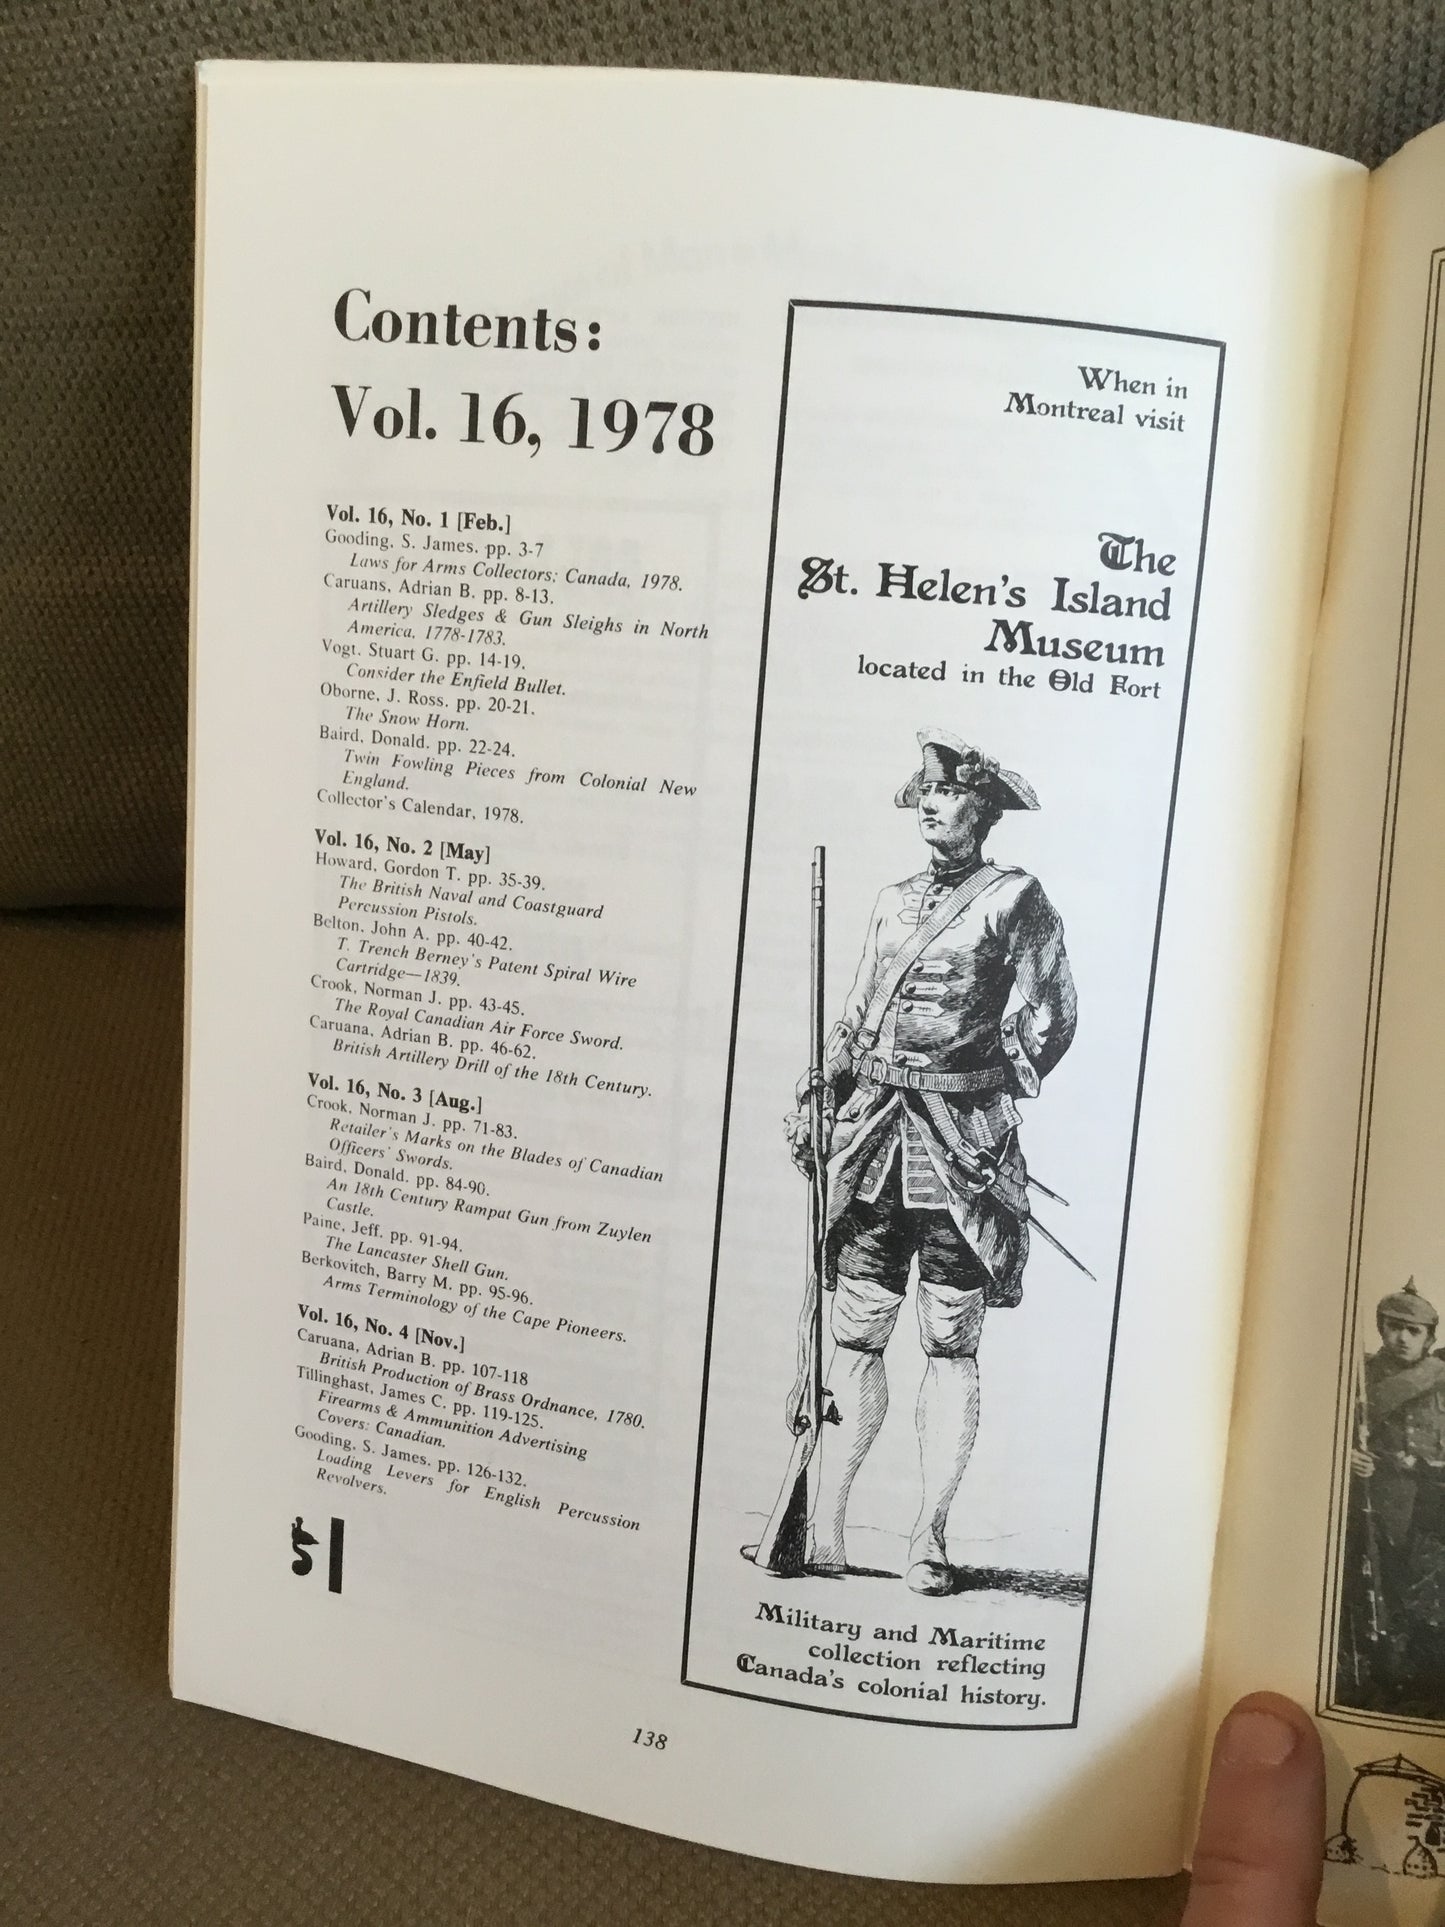 Contents:
Vol. 16, 1978
Vol. 16, No. 1 [Feb.]
Gooding, S. James. pp. 3-7
Laws for Arms Collectors; Canada, 1978.
Caruans, Adrian B. pp. 8-13.
Artillery Sledges & Gun Sleighs in North
America, 1778-1783.
Vogt, Stuart G. pp. 14-19.
Consider the Enfield Bullet.
Oborne, J. Ross. pp. 20-21.
The Snow Horn.
Baird, Donald. pp. 22-24.
Twin Fowling Pieces from Colonial New
England.
Collector's Calendar, 1978.
Vol. 16, No. 2 [May]
Howard, Gordon T. pp. 35-39.
The British Naval and Coastguard
Percussion Pistols.
Belton, John A. pp. 40-42.
T. Trench Berney's Patent Spiral Wire
Cartridge—1839.
Crook, Norman J. pp. 43-45.
The Royal Canadian Air Force Sword.
Caruana, Adrian B. pp. 46-62.
British Artillery Drill of the 18th Century.
Vol. 16, No. 3 [Aug.]
Crook, Norman J. pp. 71-83.
Retailer's Marks on the Blades of Canadian
Officers' Swords.
Baird, Donald. pp. 84-90.
An 18th Century Rampat Gun from Zuylen
Castle.
Paine, Jeff. pp. 91-94.
The Lancaster Shell Gun.
Berkovitch, Barry M. pp. 95-96.
Arms Terminology of the Cape Pioneers.
Vol. 16, No. 4 [Nov.]
Caruana, Adrian B. pp. 107-118
British Production of Brass Ordnance, 1780.
Tillinghast, James C. pp. 119-125.
Firearms & Ammunition Advertising
Covers: Canadian.
Gooding, S. James. pp. 126-132.
Loading Levers for English Percussion
Revolvers.
When in
Montreal visit
The
St. Helen's Island
Museum
located in the Old Fort
Military and Maritime
collection reflecting
Canada's colonial history.
138